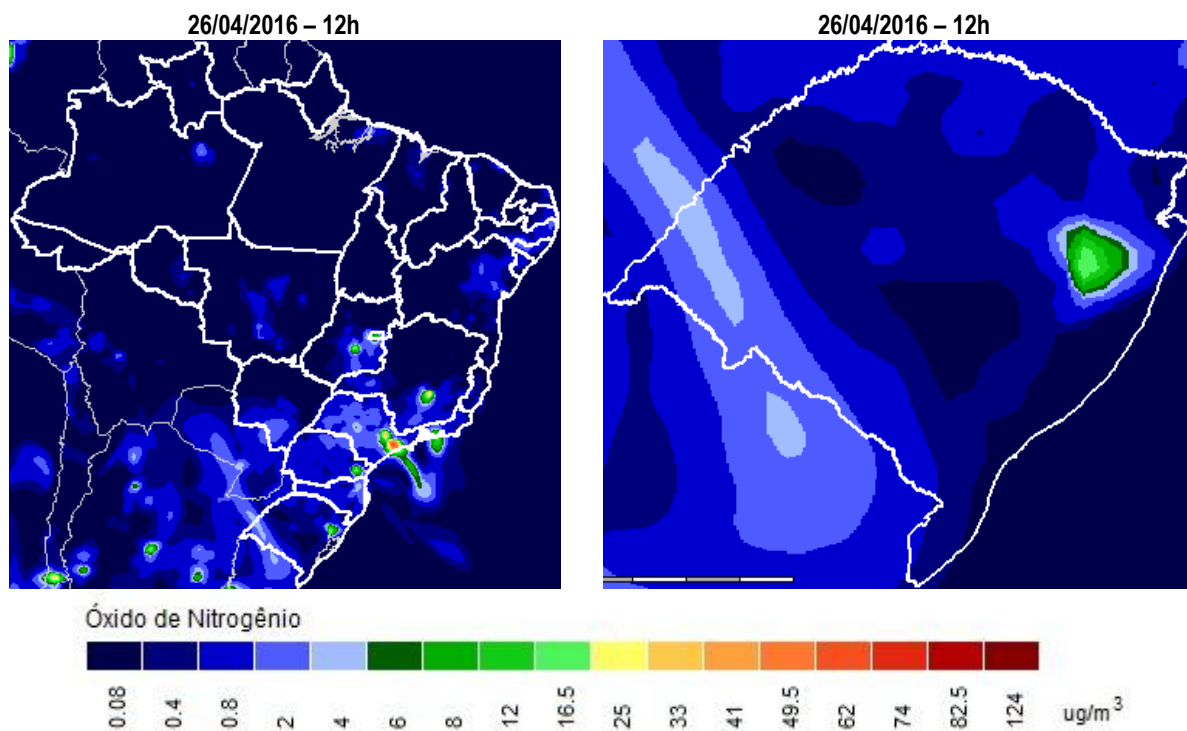 26/04/2016 – 12h
26/04/2016 – 12h
Óxido de Nitrogênio
0.08 0.4 0.8 2 4 6 8 12 16.5 25 33 41 49.5 62 74 82.5 124 ug/m³